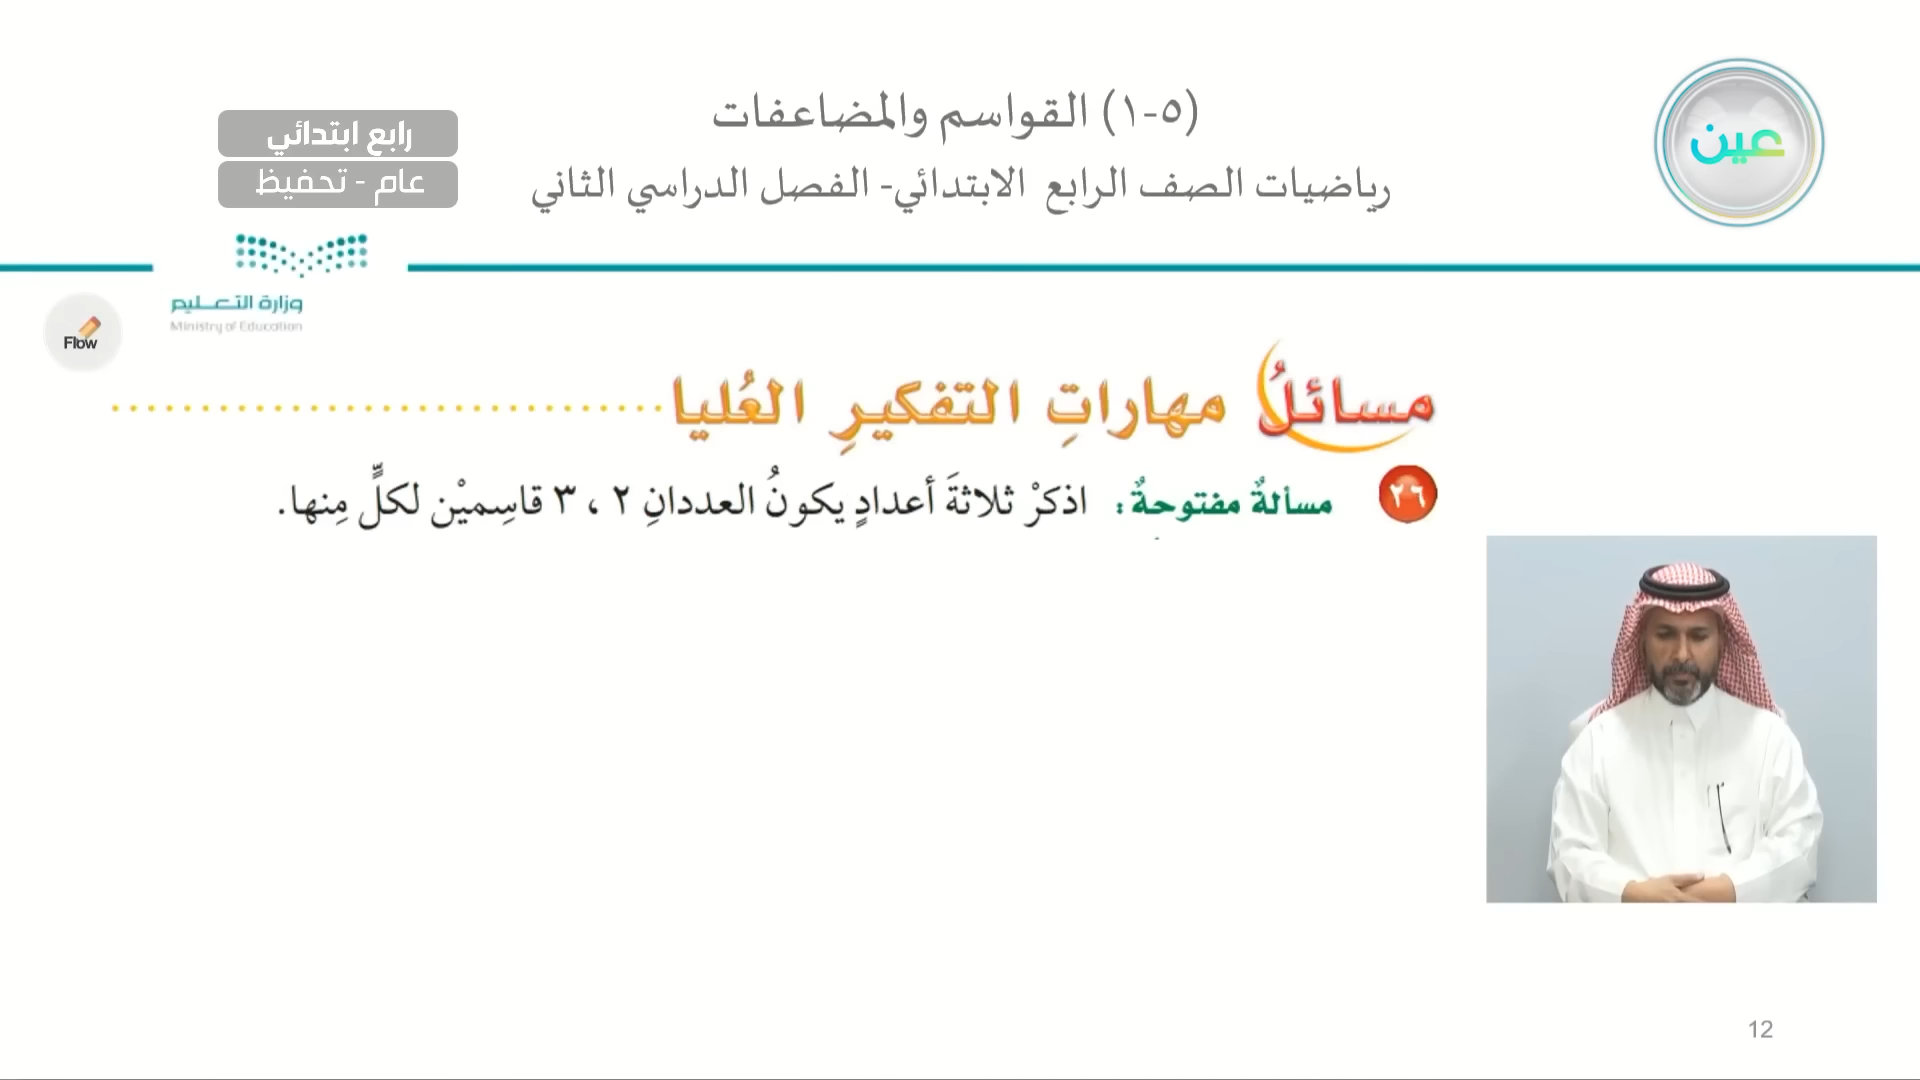 عين
(٥-١) القواسم والمضاعفات
رياضيات الصف الرابع الابتدائي- الفصل الدراسي الثاني
رابع ابتدائي
عام - تحفيظ
وزارة التعليم
Ministry of Education
Flow
مسائلُ مهاراتِ التفكيرِ العُليا
٢٦ مسألةٌ مفتوحةٌ: اذكرْ ثلاثةَ أعدادٍ يكونُ العددانِ ٢ ، ٣ قاسِميْن لكلٍّ مِنها.
12